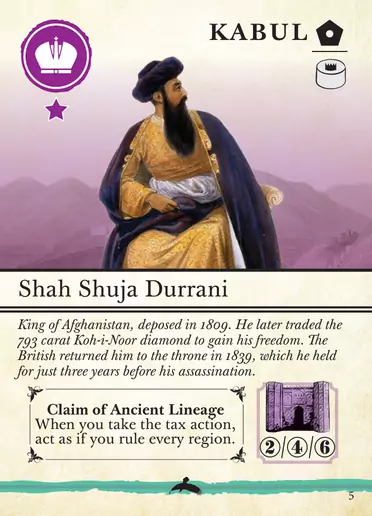 KABUL
Shah Shuja Durrani
King of Afghanistan, deposed in 1809. He later traded the
793 carat Koh-i-Noor diamond to gain his freedom. The
British returned him to the throne in 1839, which he held
for just three years before his assassination.
Claim of Ancient Lineage
When you take the tax action,
act as if you rule every region.
2/4/6
5